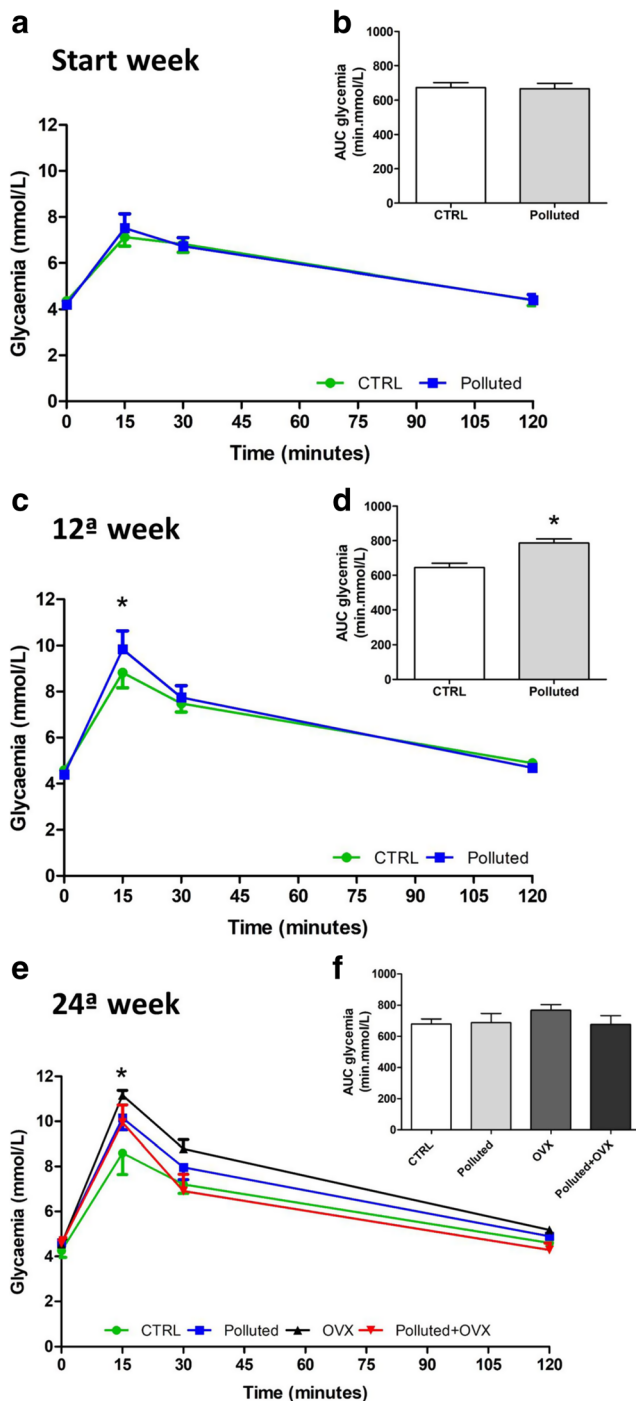 a
Start week
Glycaemia (mmol/L)
12
10
8
6
4
2
0
0 15 30 45 60 75 90 105 120
Time (minutes)
CTRL Polluted
b
AUC glycemia
(min.mmol/L)
1000
800
600
400
200
0
CTRL Polluted
c
12ª week
*
Glycaemia (mmol/L)
12
10
8
6
4
2
0
0 15 30 45 60 75 90 105 120
Time (minutes)
CTRL Polluted
d
AUC glycemia
(min.mmol/L)
1000
800
600
400
200
0
*
CTRL Polluted
e
24ª week
*
Glycaemia (mmol/L)
12
10
8
6
4
2
0
0 15 30 45 60 75 90 105 120
Time (minutes)
CTRL Polluted OVX Polluted+OVX
f
AUC glycemia
(min.mmol/L)
1000
800
600
400
200
0
CTRL Polluted OVX Polluted+OVX